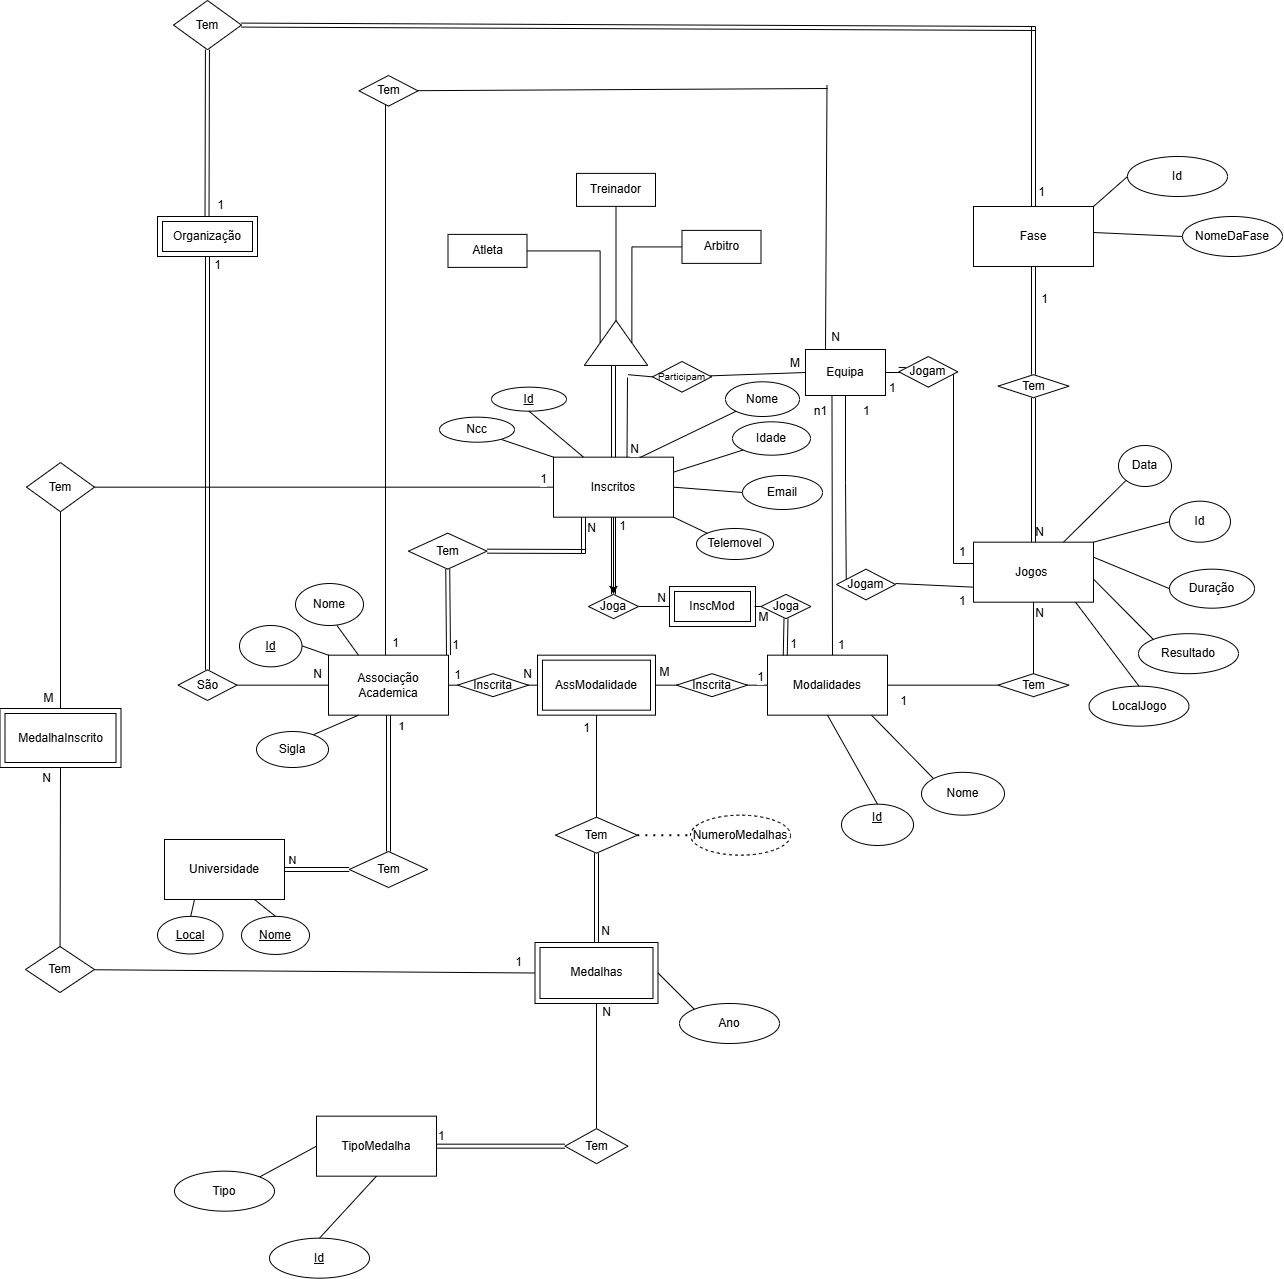 Tem
Tem
Id
Treinador
1
1
Organização
Fase
NomeDaFase
Atleta
Arbitro
1
1
N
Equipa
M
Participam
Jogam
1
Tem
Id
Nome
n1
1
Ncc
Idade
N
Data
Tem
1
Inscritos
Email
Id
N
1
Telemovel
N
Tem
1
Jogos
Jogam
1
Duração
Nome
Joga
N
InscMod
M
Joga
N
Id
1
1
1
1
Resultado
São
N
Associação
Academica
1
Inscrita
N
AssModalidade
M
Inscrita
1
Modalidades
1
Tem
LocalJogo
M
MedalhaInscrito
N
Sigla
1
1
Nome
Id
Tem
NumeroMedalhas
Universidade
N
Tem
Local
Nome
N
Tem
1
Medalhas
N
Ano
TipoMedalha
1
Tem
Tipo
Id